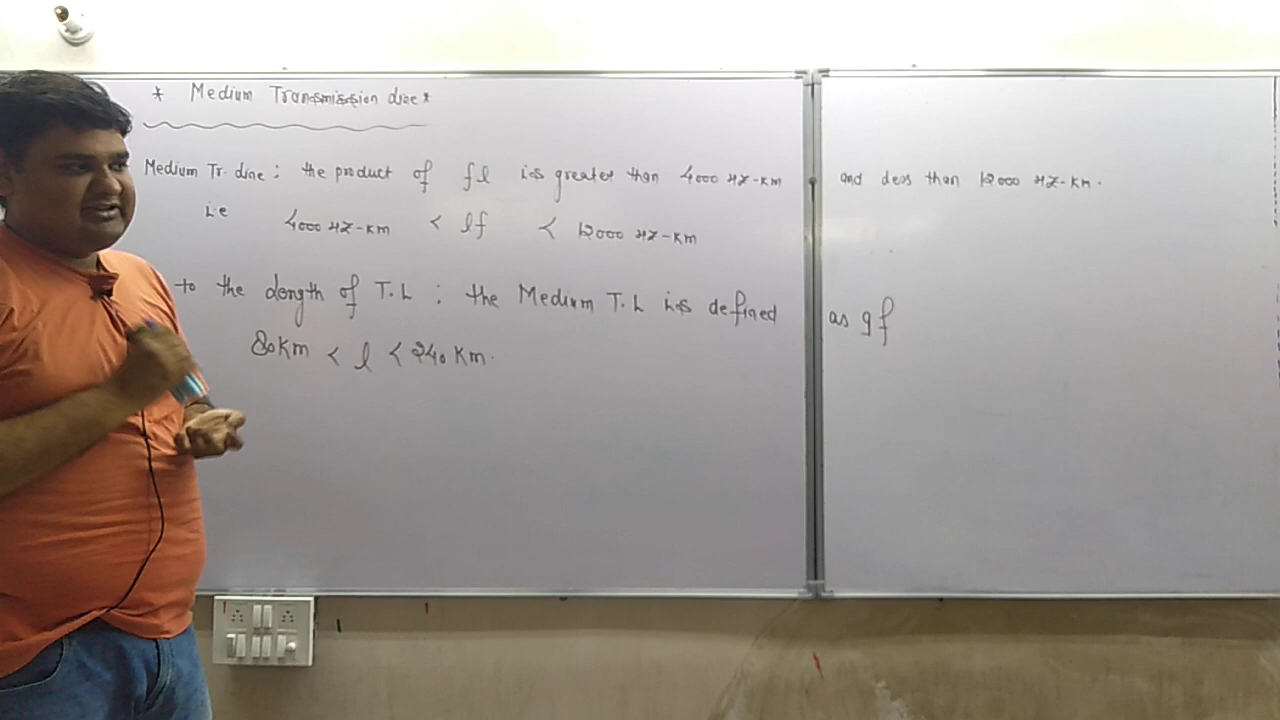 * Medium Transmission Line *
Medium Tr. Line : the product of fl is greater than 4000 HZ-KM and less than 12000 HZ-KM.
i.e 4000 HZ-KM < lf < 12000 HZ-KM
to the Length of T.L : the Medium T.L is defined as if
80KM < l < 240 KM.